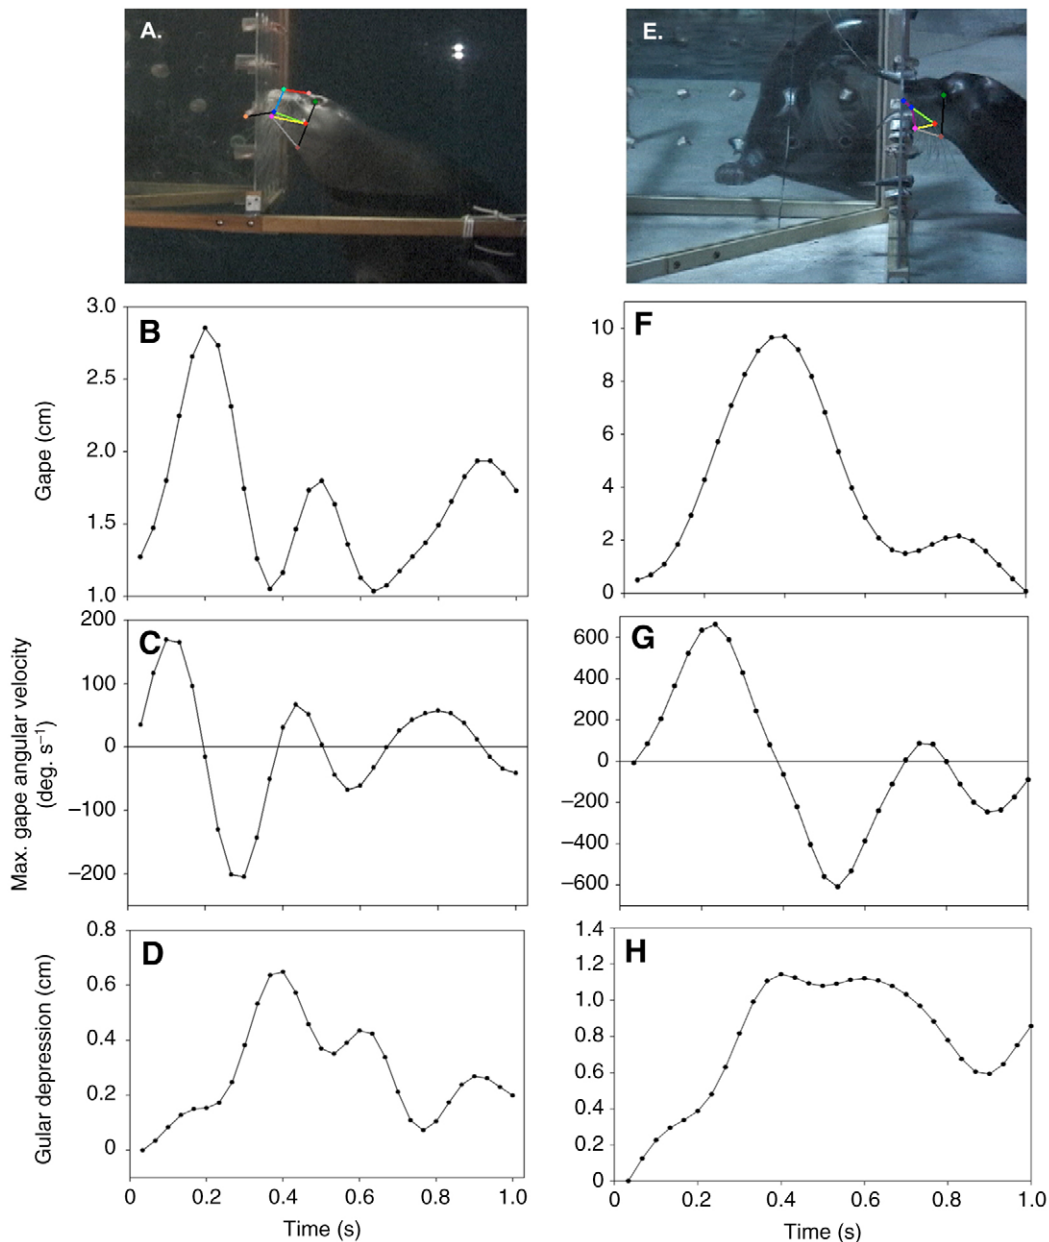 A.
E.
B
3.0
2.5
2.0
1.5
1.0
Gape (cm)
F
10
8
6
4
2
0
C
200
100
0
–100
–200
Max. gape angular velocity
(deg. s–1)
G
600
400
200
0
–200
–400
–600
D
0.8
0.6
0.4
0.2
0
Gular depression (cm)
0 0.2 0.4 0.6 0.8 1.0
Time (s)
H
1.4
1.2
1.0
0.8
0.6
0.4
0.2
0
0 0.2 0.4 0.6 0.8 1.0
Time (s)